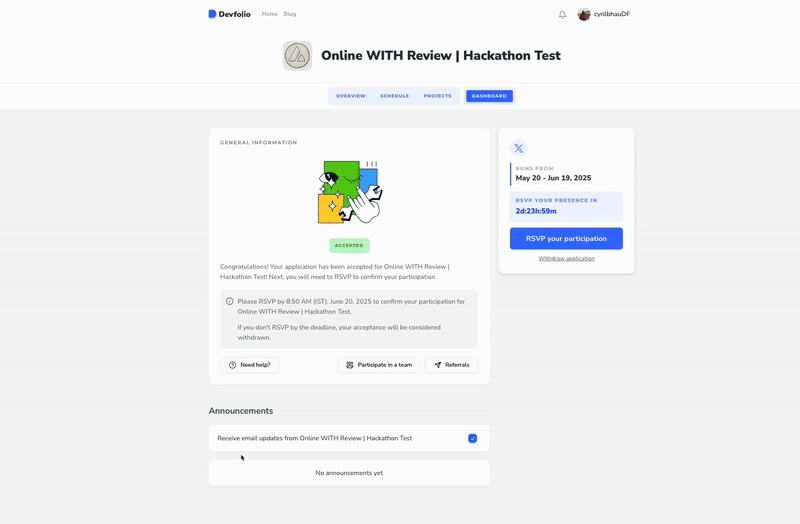 Devfolio
Home
Blog
cyrilbhauDF
Online WITH Review | Hackathon Test
OVERVIEW
SCHEDULE
PROJECTS
DASHBOARD
GENERAL INFORMATION
ACCEPTED
Congratulations! Your application has been accepted for Online WITH Review |
Hackathon Test! Next, you will need to RSVP to confirm your participation.
Please RSVP by 8:50 AM (IST), June 20, 2025 to confirm your participation for
Online WITH Review | Hackathon Test.
If you don't RSVP by the deadline, your acceptance will be considered
withdrawn.
Need help?
Participate in a team
Referrals
RUNS FROM
May 20 - Jun 19, 2025
RSVP YOUR PRESENCE IN
2d:23h:59m
RSVP your participation
Withdraw application
Announcements
Receive email updates from Online WITH Review | Hackathon Test
No announcements yet